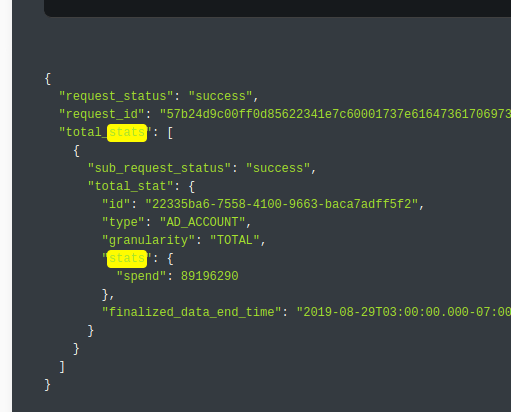 {
"request_status": "success",
"request_id": "57b24d9c00ff0d85622341e7c60001737e61647361706973
"total_stats": [
{
"sub_request_status": "success",
"total_stat": {
"id": "22335ba6-7558-4100-9663-baca7adff5f2",
"type": "AD_ACCOUNT",
"granularity": "TOTAL",
"stats": {
"spend": 89196290
},
"finalized_data_end_time": "2019-08-29T03:00:00.000-07:00
}
}
]
}